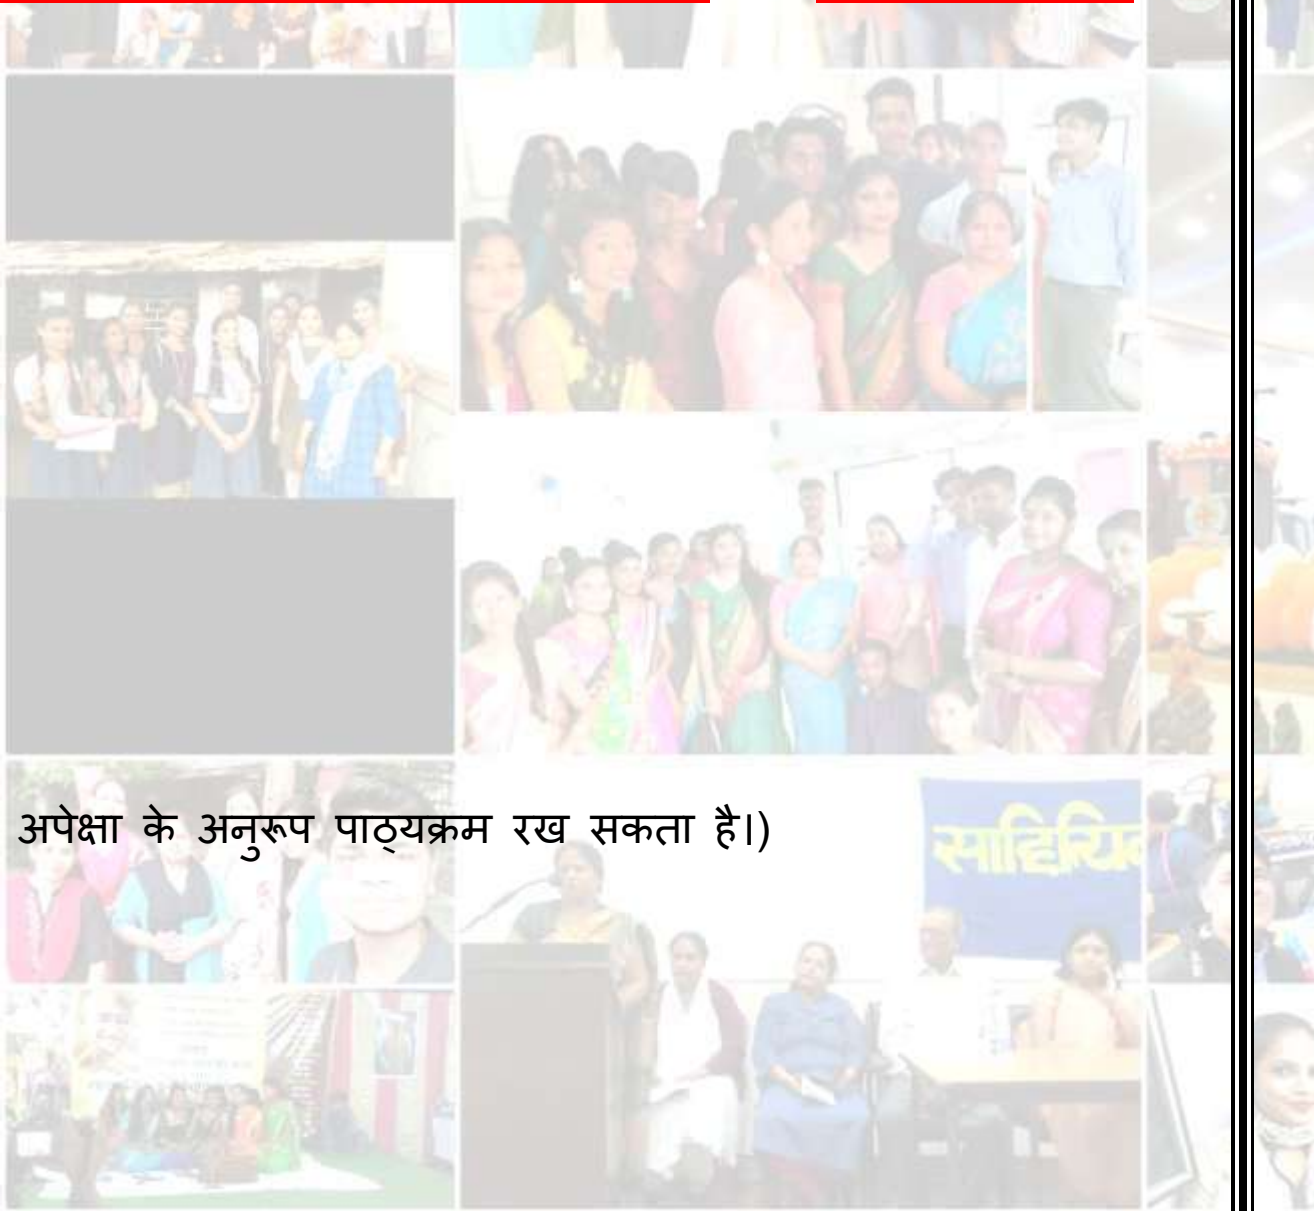 अपेक्षा के अनुरूप पाठ्यक्रम रख सकता है।)